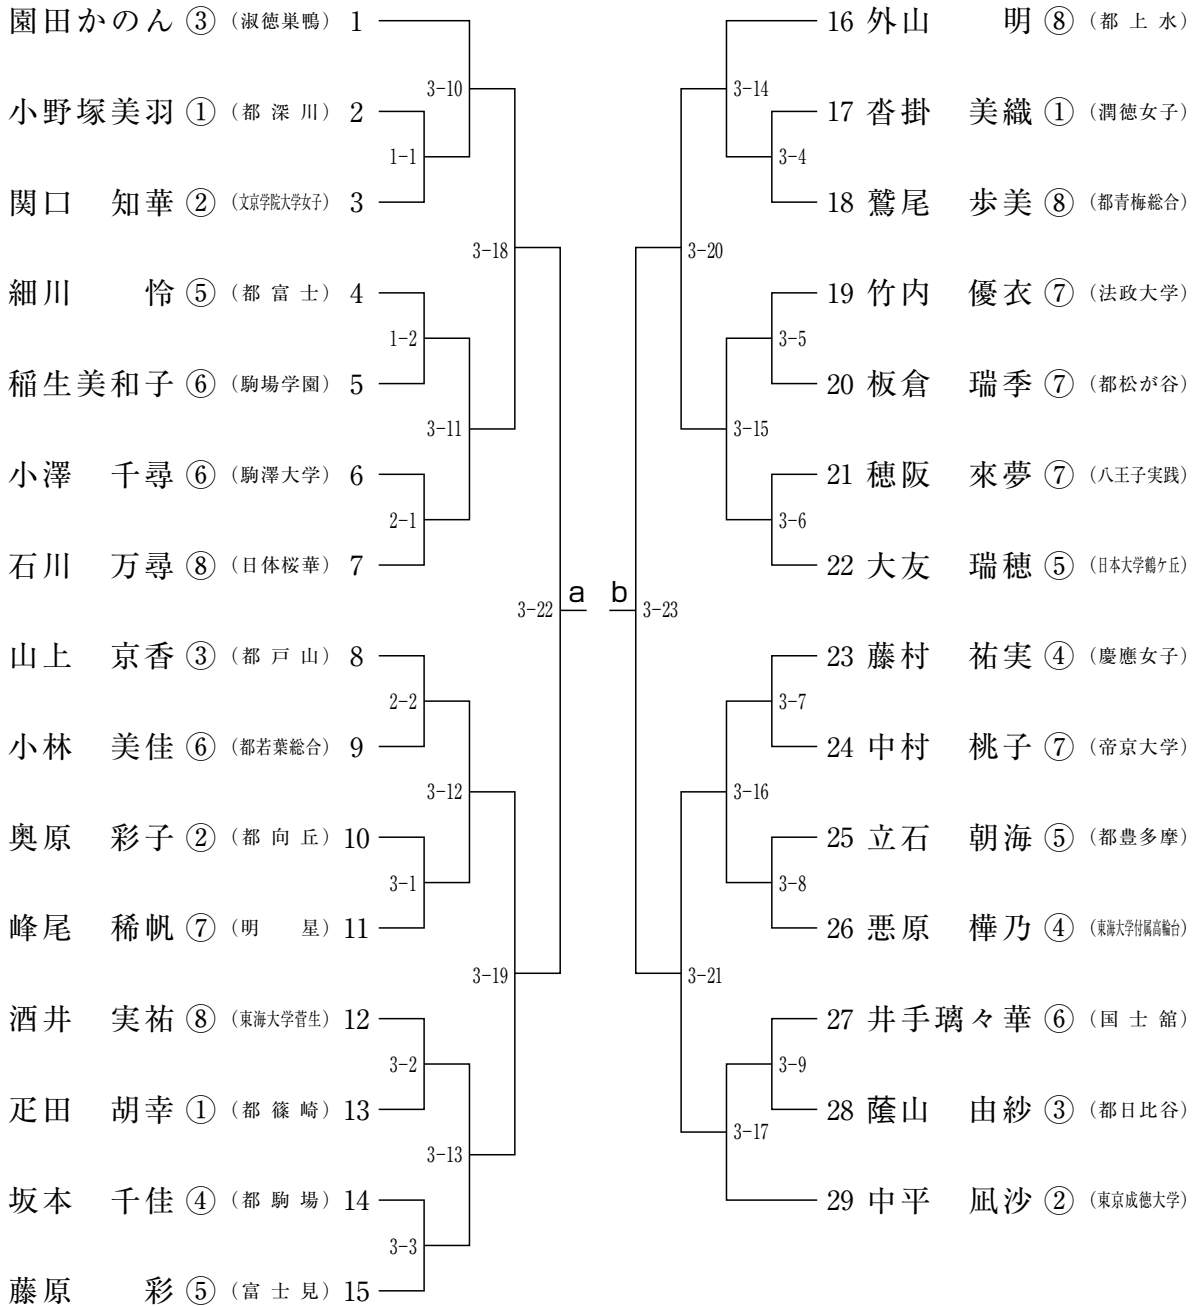 園田かのん ③ （淑徳巣鴨） 1
3-10
小野塚美羽 ① （都深川） 2
1-1
関口 知華 ② （文京学院大学女子） 3
3-18
細川 怜 ⑤ （都富士） 4
1-2
稲生美和子 ⑥ （駒場学園） 5
3-11
小澤 千尋 ⑥ （駒澤大学） 6
2-1
石川 万尋 ⑧ （日体桜華） 7
3-22 a
山上 京香 ③ （都戸山） 8
2-2
小林 美佳 ⑥ （都若葉総合） 9
3-12
奥原 彩子 ② （都向丘） 10
3-1
峰尾 稀帆 ⑦ （明星） 11
3-19
酒井 実祐 ⑧ （東海大学菅生） 12
3-2
疋田 胡幸 ① （都篠崎） 13
3-13
坂本 千佳 ④ （都駒場） 14
3-3
藤原 彩 ⑤ （富士見） 15
16 外山 明 ⑧ （都上水）
3-14
17 沓掛 美織 ① （潤徳女子）
3-4
18 鷲尾 歩美 ⑧ （都青梅総合）
3-20
19 竹内 優衣 ⑦ （法政大学）
3-5
20 板倉 瑞季 ⑦ （都松が谷）
3-15
21 穂阪 來夢 ⑦ （八王子実践）
3-6
22 大友 瑞穂 ⑤ （日本大学鶴ケ丘）
b 3-23
23 藤村 祐実 ④ （慶應女子）
3-7
24 中村 桃子 ⑦ （帝京大学）
3-16
25 立石 朝海 ⑤ （都豊多摩）
3-8
26 悪原 樺乃 ④ （東海大学付属高輪台）
3-21
27 井手璃々華 ⑥ （国士舘）
3-9
28 蔭山 由紗 ③ （都日比谷）
3-17
29 中平 凪沙 ② （東京成徳大学）